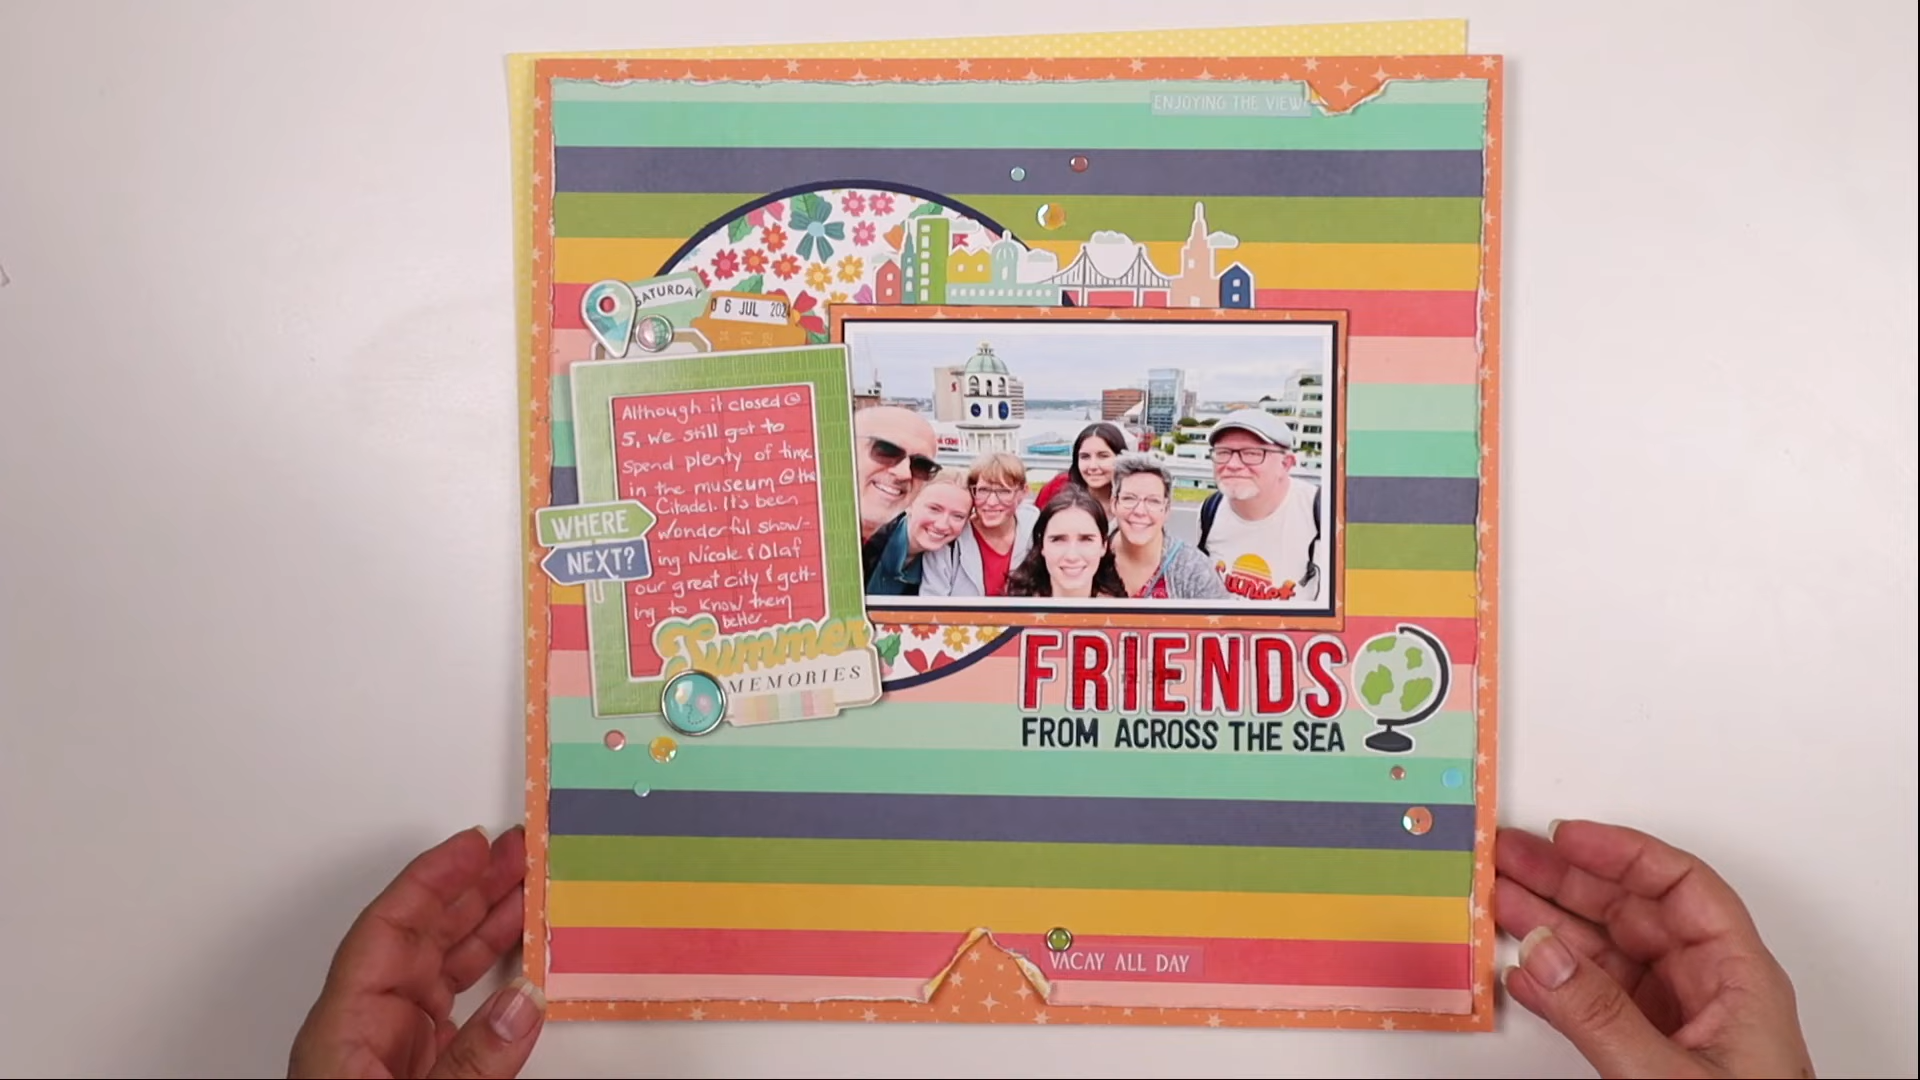 ENJOYING THE VIEW!
SATURDAY
06 JUL 2024
Although it closed @
5, we still got to
spend plenty of time
in the museum @ the
Citadel. It's been
wonderful show-
ing Nicole & Olaf
our great city & gett-
ing to know them
better.
WHERE
NEXT?
Summer
MEMORIES
Sunset
FRIENDS
FROM ACROSS THE SEA
VACAY ALL DAY